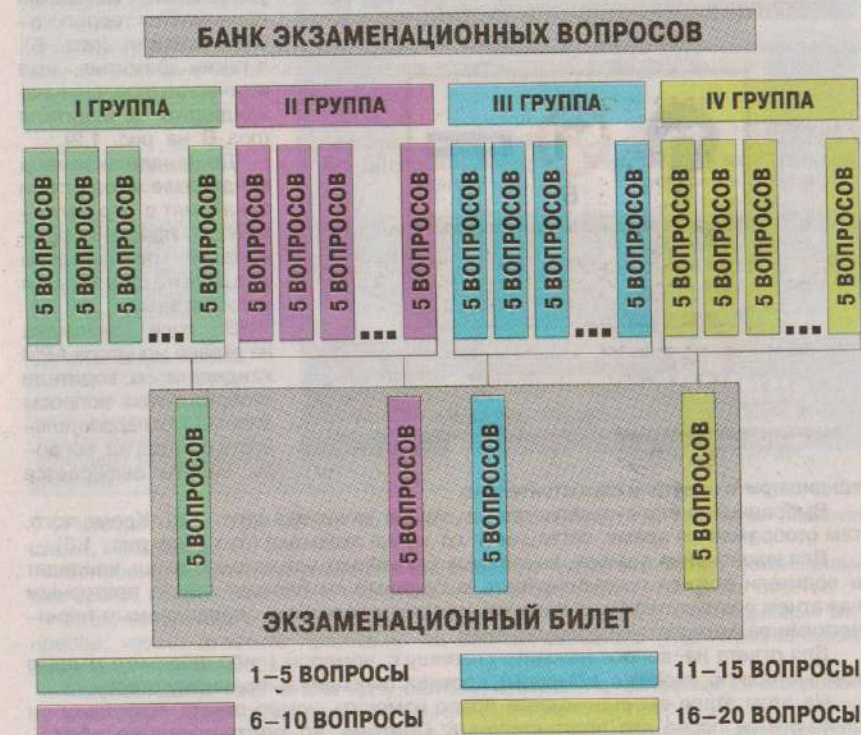 БАНК ЭКЗАМЕНАЦИОННЫХ ВОПРОСОВ
I ГРУППА
II ГРУППА
III ГРУППА
IV ГРУППА
5 ВОПРОСОВ
5 ВОПРОСОВ
5 ВОПРОСОВ
...
5 ВОПРОСОВ
5 ВОПРОСОВ
5 ВОПРОСОВ
5 ВОПРОСОВ
...
5 ВОПРОСОВ
5 ВОПРОСОВ
5 ВОПРОСОВ
5 ВОПРОСОВ
...
5 ВОПРОСОВ
5 ВОПРОСОВ
5 ВОПРОСОВ
5 ВОПРОСОВ
...
5 ВОПРОСОВ
5 ВОПРОСОВ
5 ВОПРОСОВ
5 ВОПРОСОВ
5 ВОПРОСОВ
ЭКЗАМЕНАЦИОННЫЙ БИЛЕТ
1–5 ВОПРОСЫ
11–15 ВОПРОСЫ
6–10 ВОПРОСЫ
16–20 ВОПРОСЫ